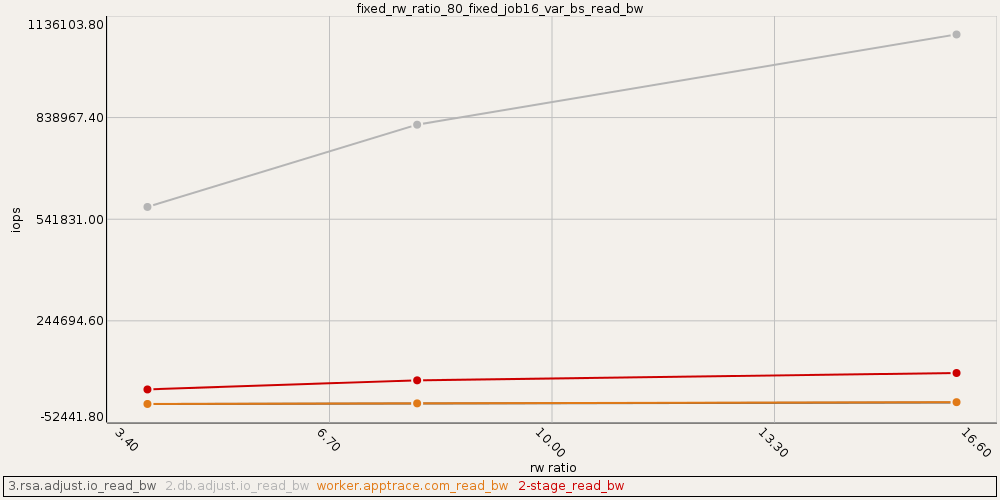 fixed_rw_ratio_80_fixed_job16_var_bs_read_bw
1136103.80
838967.40
541831.00
244694.60
-52441.80
iops
3.40 6.70 10.00 13.30 16.60
rw ratio
3.rsa.adjust.io_read_bw 2.db.adjust.io_read_bw worker.apptrace.com_read_bw 2-stage_read_bw